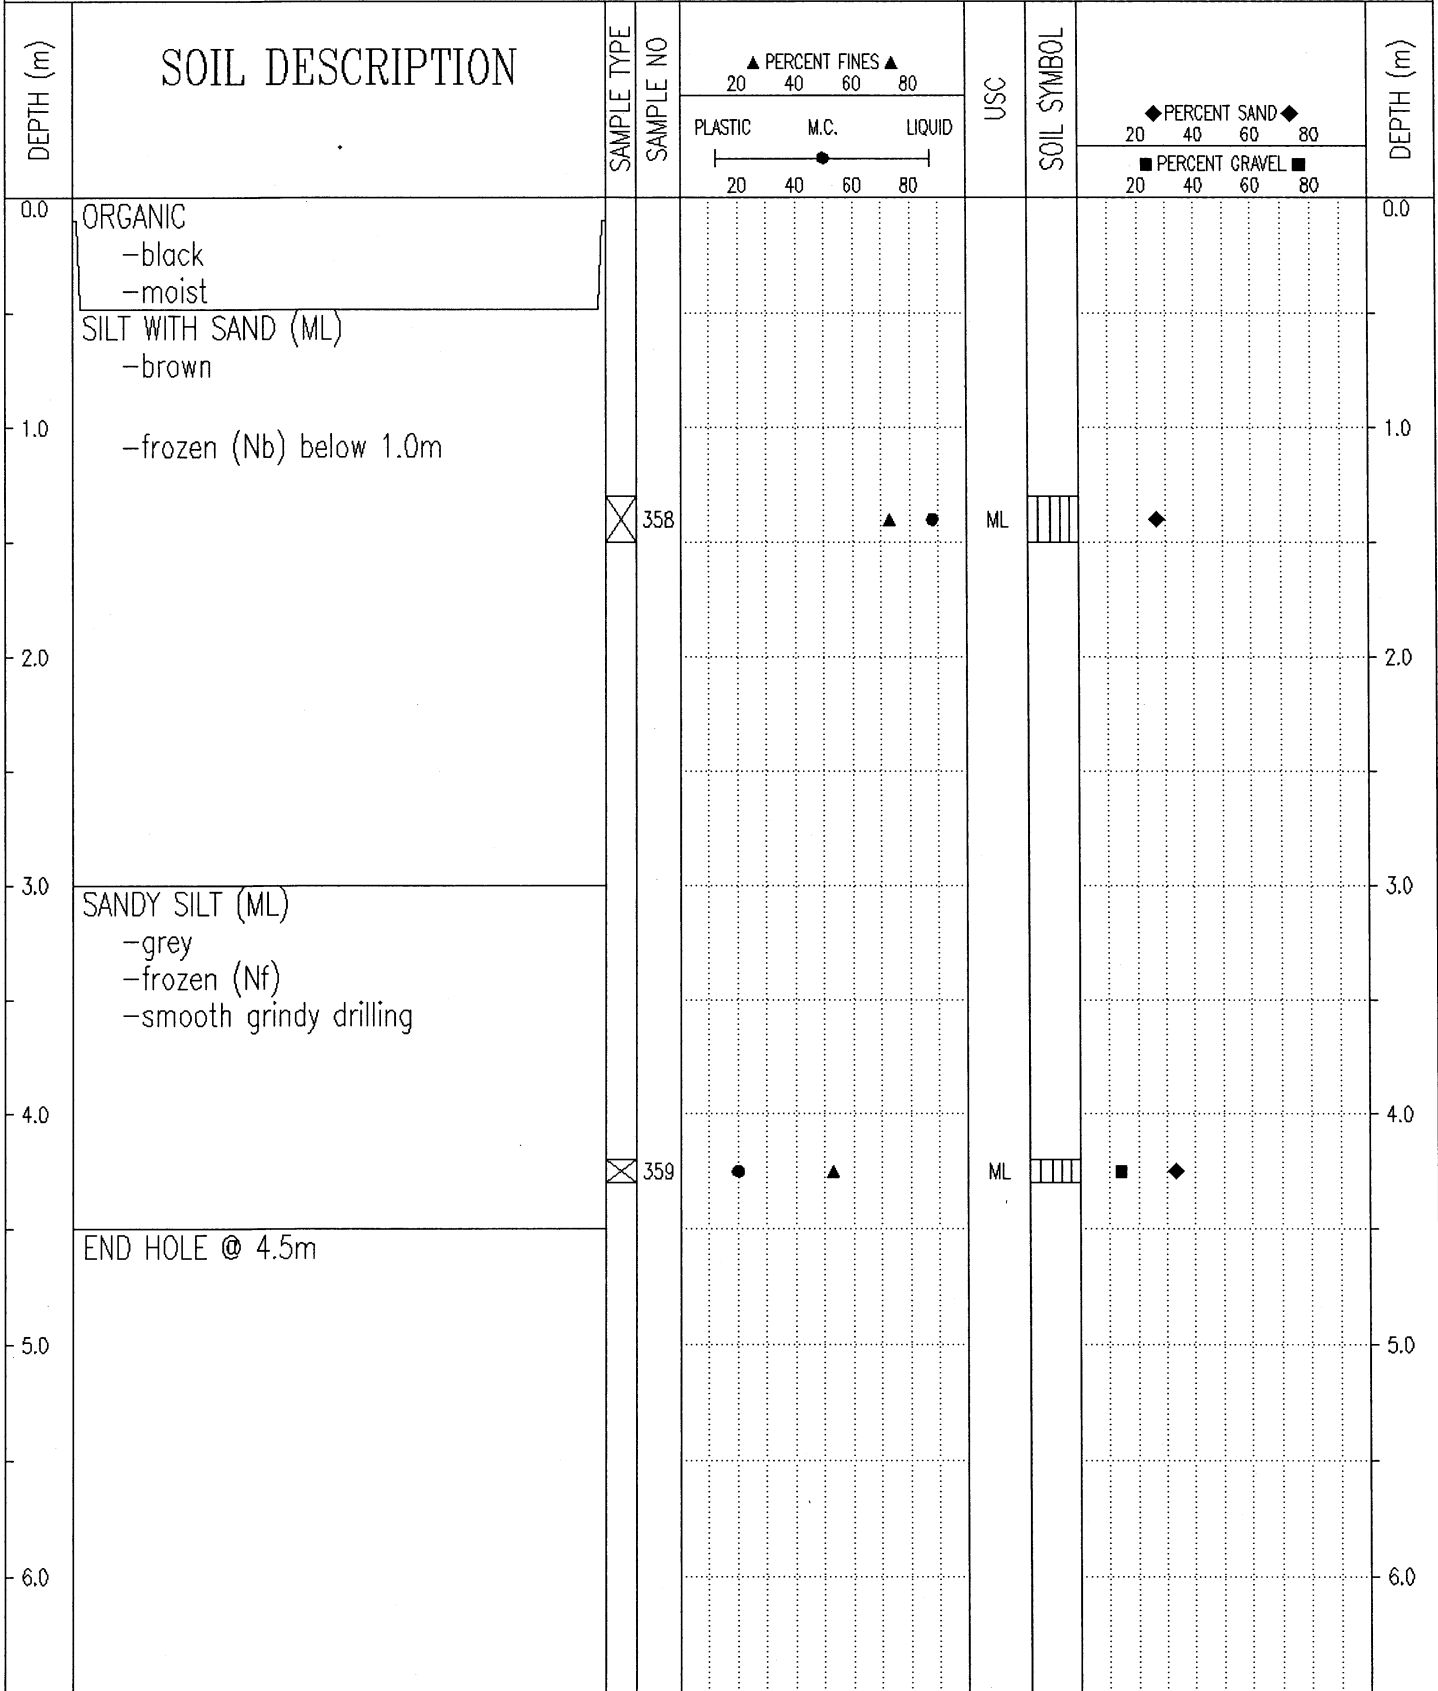 DEPTH (m)
SOIL DESCRIPTION
SAMPLE TYPE
SAMPLE NO
▲ PERCENT FINES ▲
20 40 60 80
PLASTIC M.C. LIQUID
20 40 60 80
USC
SOIL SYMBOL
◆ PERCENT SAND ◆
20 40 60 80
■ PERCENT GRAVEL ■
20 40 60 80
DEPTH (m)
0.0 0.0
ORGANIC
-black
-moist
SILT WITH SAND (ML)
-brown
1.0 1.0
-frozen (Nb) below 1.0m
358 ML
2.0 2.0
3.0 3.0
SANDY SILT (ML)
-grey
-frozen (Nf)
-smooth grindy drilling
4.0 4.0
359 ML
END HOLE @ 4.5m
5.0 5.0
6.0 6.0